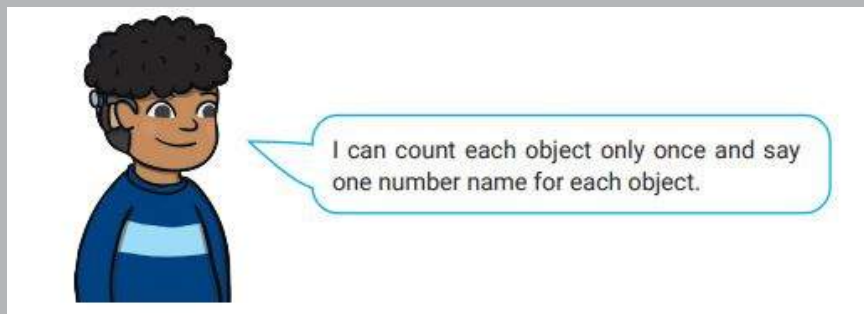 I can count each object only once and say
one number name for each object.